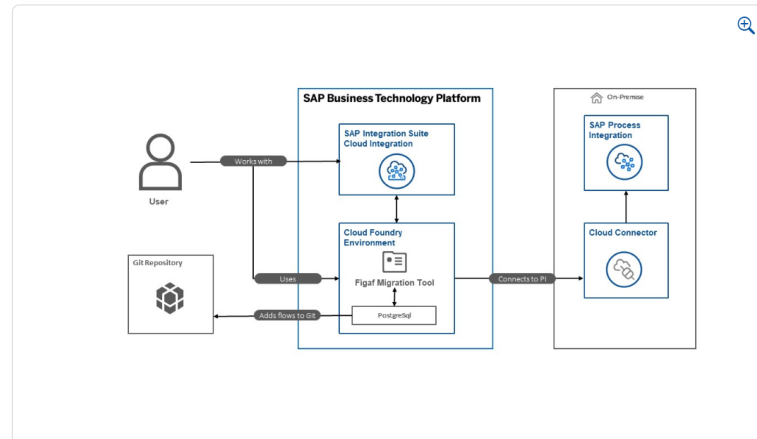 SAP Business Technology Platform
On-Premise
SAP Integration Suite
Cloud Integration
SAP Process
Integration
Works with
User
Cloud Foundry
Environment
Cloud Connector
Git Repository
Uses
Figaf Migration Tool
Connects to PI
Adds flows to Git
PostgreSql